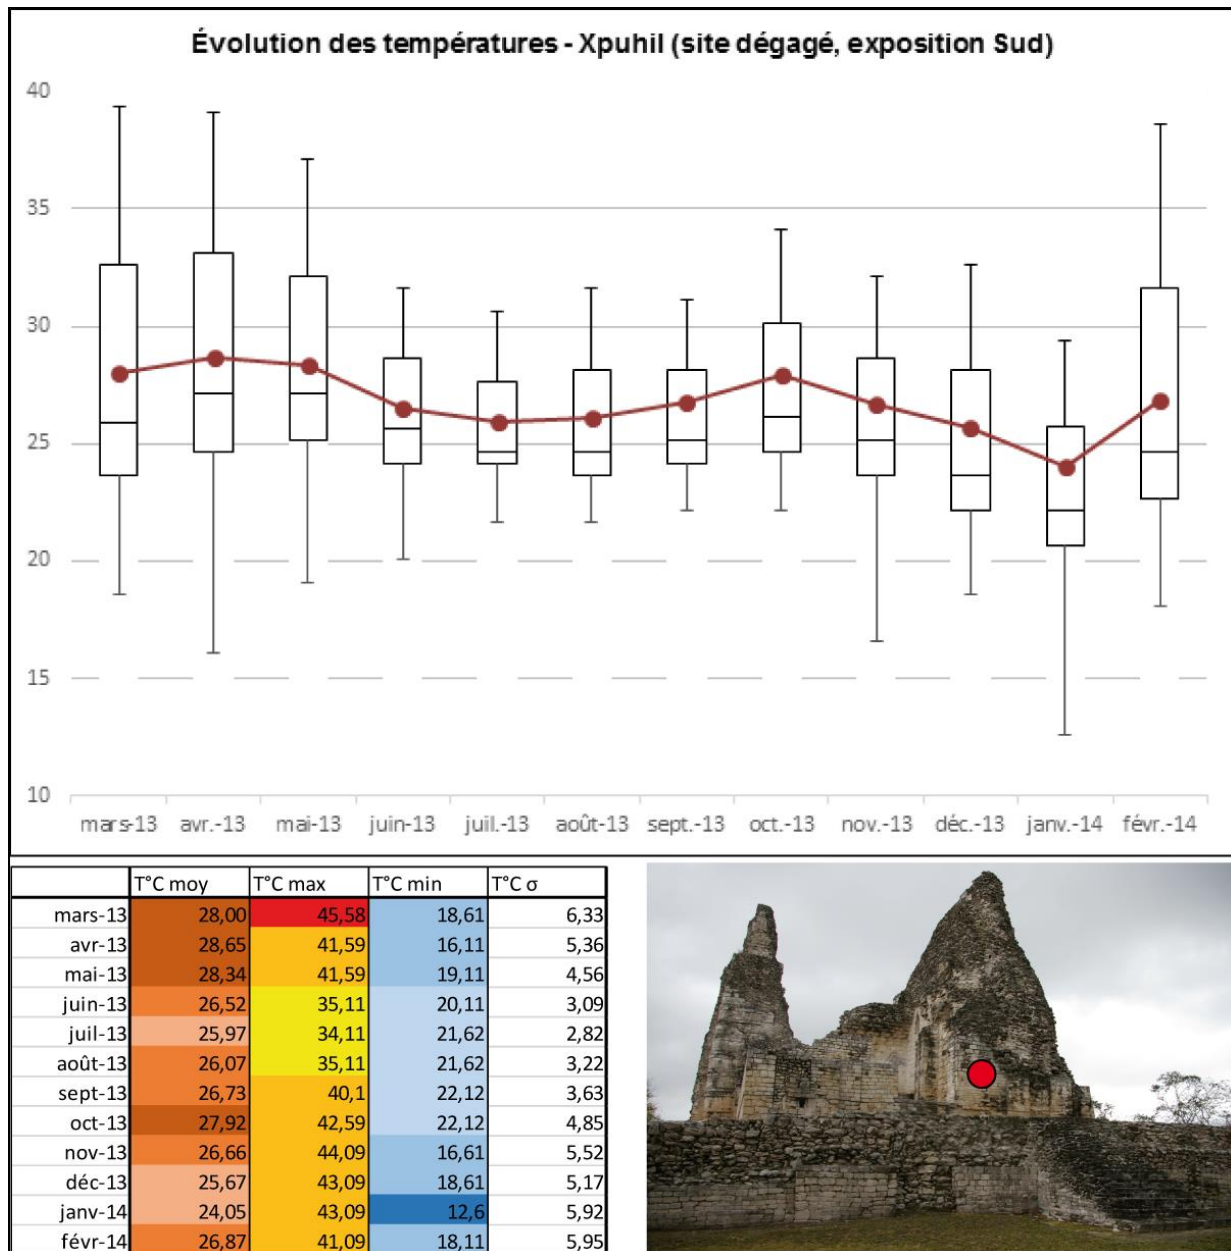 Évolution des températures - Xpuhil (site dégagé, exposition Sud)
40
35
30
25
20
15
10
mars-13 avr.-13 mai-13 juin-13 juil.-13 août-13 sept.-13 oct.-13 nov.-13 déc.-13 janv.-14 févr.-14
T°C moy T°C max T°C min T°C σ
mars-13 28,00 45,58 18,61 6,33
avr-13 28,65 41,59 16,11 5,36
mai-13 28,34 41,59 19,11 4,56
juin-13 26,52 35,11 20,11 3,09
juil-13 25,97 34,11 21,62 2,82
août-13 26,07 35,11 21,62 3,22
sept-13 26,73 40,1 22,12 3,63
oct-13 27,92 42,59 22,12 4,85
nov-13 26,66 44,09 16,61 5,52
déc-13 25,67 43,09 18,61 5,17
janv-14 24,05 43,09 12,6 5,92
févr-14 26,87 41,09 18,11 5,95